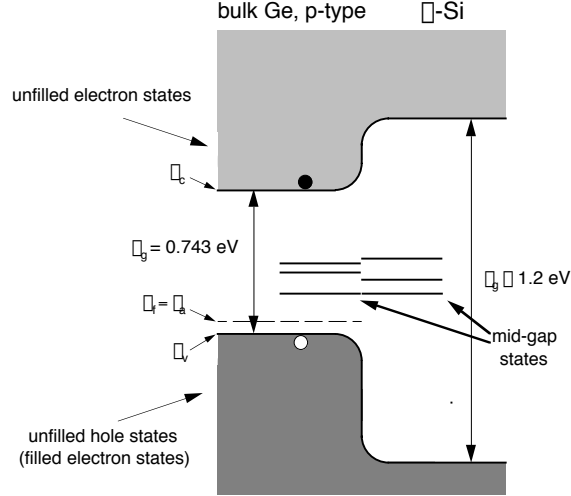 bulk Ge, p-type
▯-Si
unfilled electron states
▯c
▯g = 0.743 eV
▯g ▯ 1.2 eV
▯f = ▯a
mid-gap
states
▯v
unfilled hole states
(filled electron states)